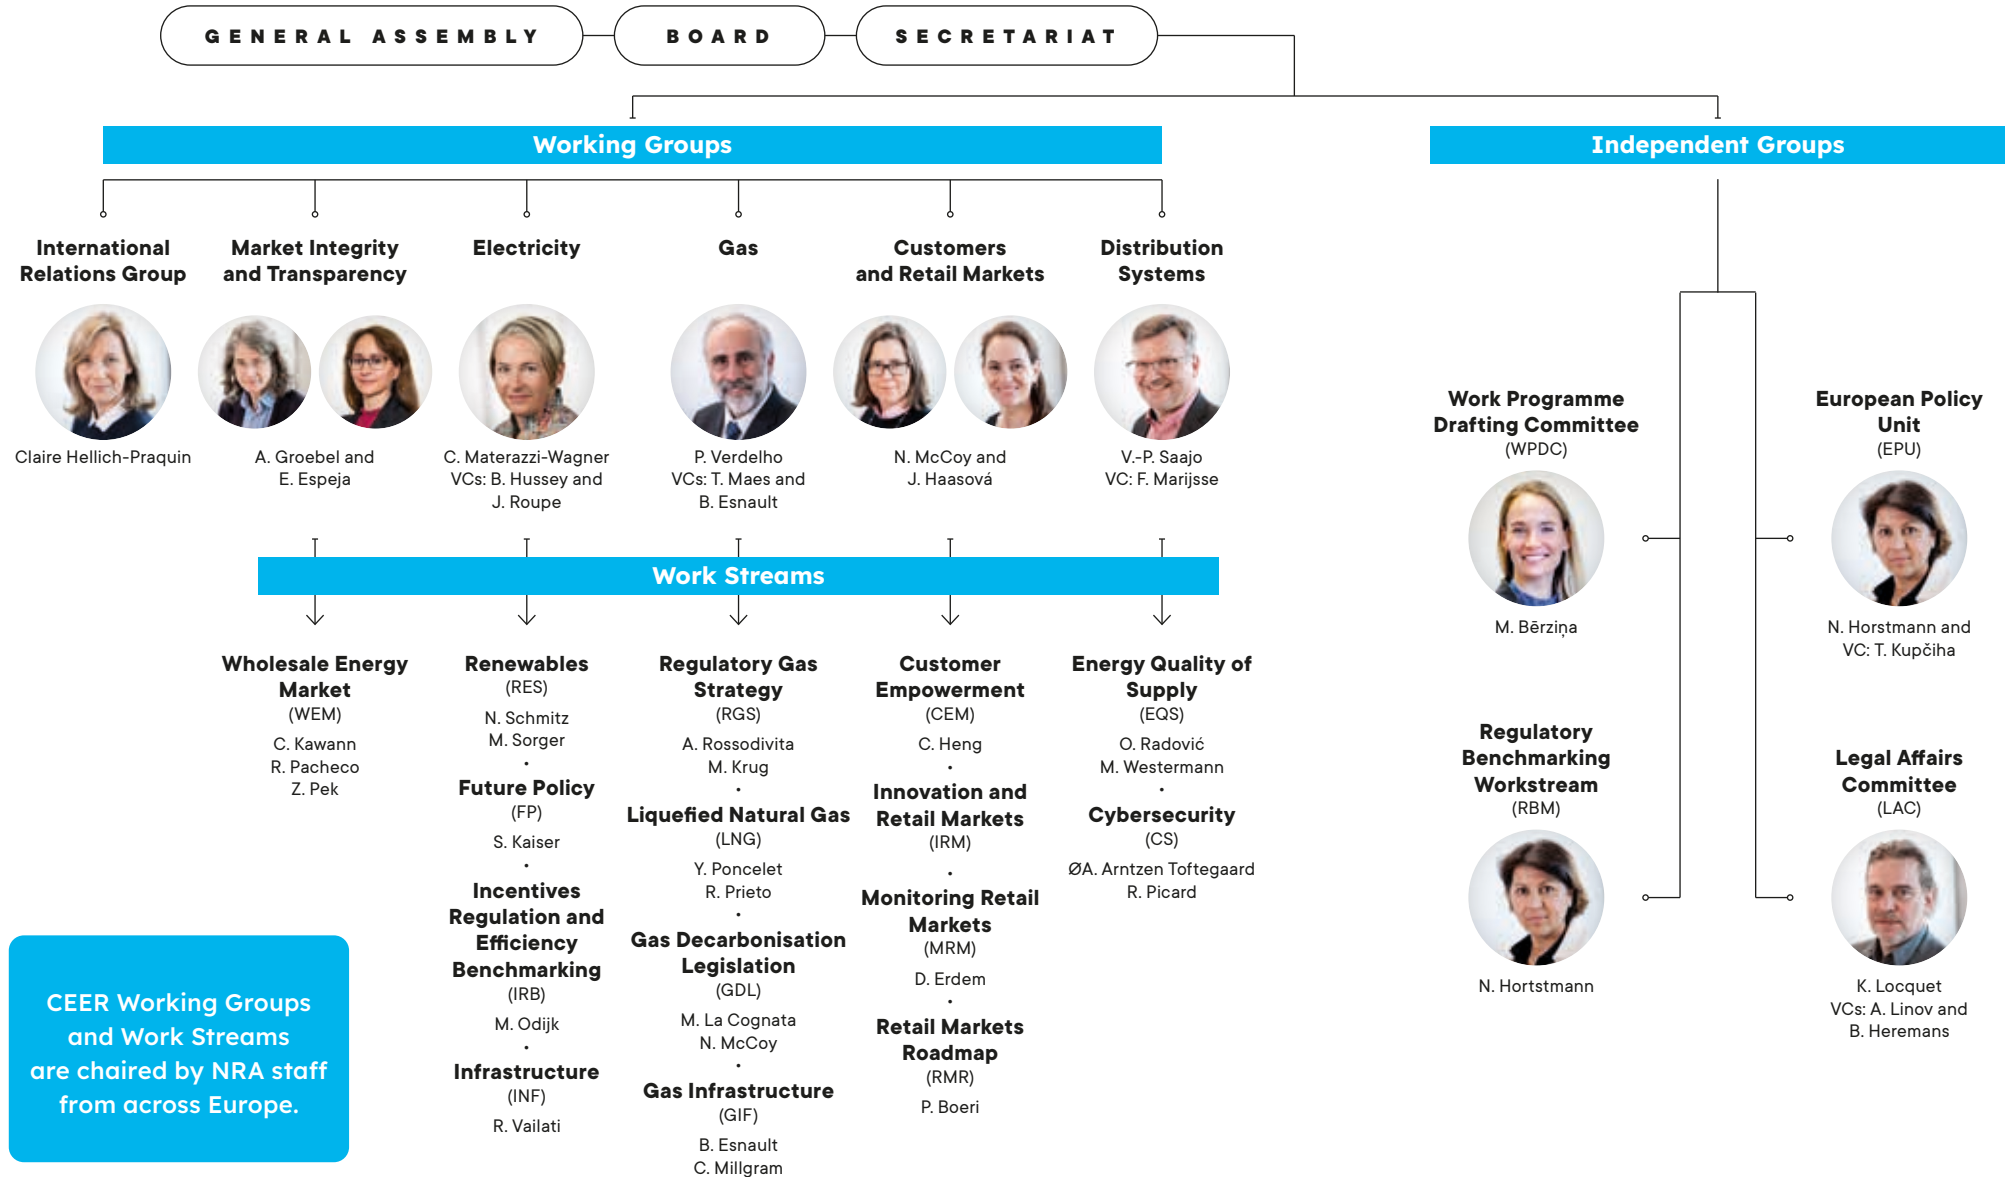 GENERAL ASSEMBLY
BOARD
SECRETARIAT
Working Groups
Independent Groups
International
Relations Group
Claire Hellich-Praquin
Market Integrity
and Transparency
A. Groebel and
E. Espeja
Electricity
C. Materazzi-Wagner
VCs: B. Hussey and
J. Roupe
Gas
P. Verdelho
VCs: T. Maes and
B. Esnault
Customers
and Retail Markets
N. McCoy and
J. Haasová
Distribution
Systems
V.-P. Saajo
VC: F. Marijsse
Work Streams
Wholesale Energy
Market
(WEM)
C. Kawann
R. Pacheco
Z. Pek
Renewables
(RES)
N. Schmitz
M. Sorger
•
Future Policy
(FP)
S. Kaiser
•
Incentives
Regulation and
Efficiency
Benchmarking
(IRB)
M. Odijk
•
Infrastructure
(INF)
R. Vailati
Regulatory Gas
Strategy
(RGS)
A. Rossodivita
M. Krug
•
Liquefied Natural Gas
(LNG)
Y. Poncelet
R. Prieto
•
Gas Decarbonisation
Legislation
(GDL)
M. La Cognata
N. McCoy
•
Gas Infrastructure
(GIF)
B. Esnault
C. Millgram
Customer
Empowerment
(CEM)
C. Heng
•
Innovation and
Retail Markets
(IRM)
•
Monitoring Retail
Markets
(MRM)
D. Erdem
•
Retail Markets
Roadmap
(RMR)
P. Boeri
Energy Quality of
Supply
(EQS)
O. Radović
M. Westermann
•
Cybersecurity
(CS)
ØA. Arntzen Toftegaard
R. Picard
Work Programme
Drafting Committee
(WPDC)
M. Bērziņa
European Policy
Unit
(EPU)
N. Horstmann and
VC: T. Kupčiha
Regulatory
Benchmarking
Workstream
(RBM)
N. Hortstmann
Legal Affairs
Committee
(LAC)
K. Locquet
VCs: A. Linov and
B. Heremans
CEER Working Groups
and Work Streams
are chaired by NRA staff
from across Europe.